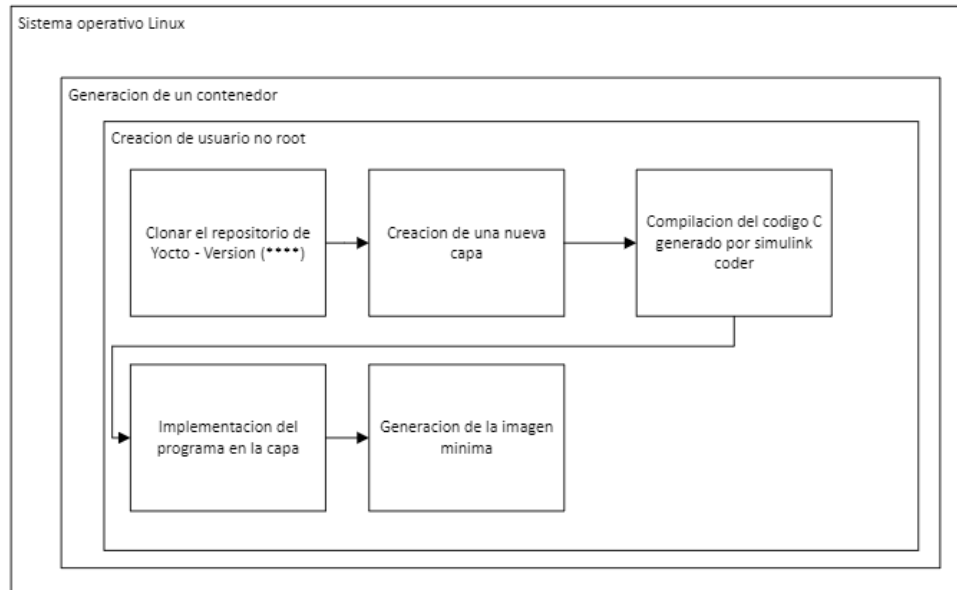 Sistema operativo Linux
Generacion de un contenedor
Creacion de usuario no root
Clonar el repositorio de
Yocto - Version (****)
Creacion de una nueva
capa
Compilacion del codigo C
generado por simulink
coder
Implementacion del
programa en la capa
Generacion de la imagen
minima